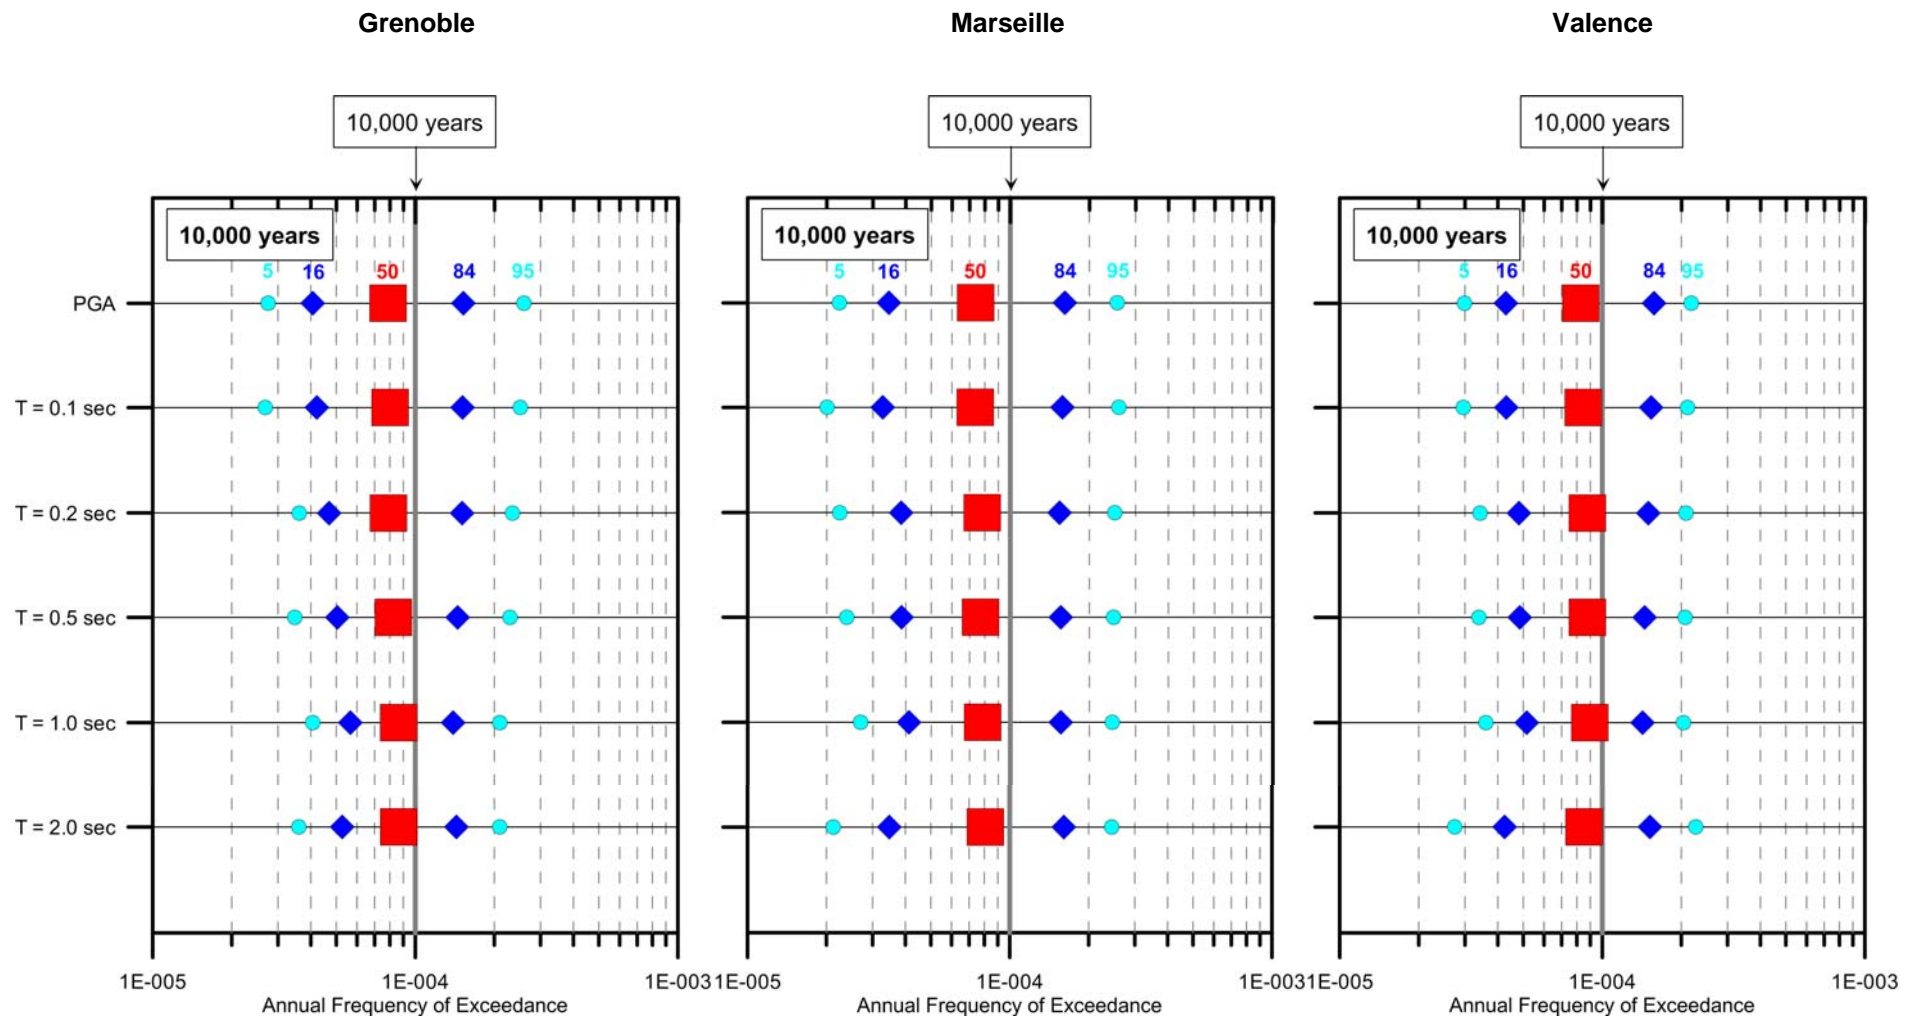 Grenoble Marseille Valence
10,000 years 10,000 years 10,000 years
10,000 years 10,000 years 10,000 years
5 16 50 84 95 5 16 50 84 95 5 16 50 84 95
PGA
T = 0.1 sec
T = 0.2 sec
T = 0.5 sec
T = 1.0 sec
T = 2.0 sec
1E-005 1E-004 1E-0031E-005 1E-004 1E-0031E-005 1E-004 1E-003
Annual Frequency of Exceedance Annual Frequency of Exceedance Annual Frequency of Exceedance